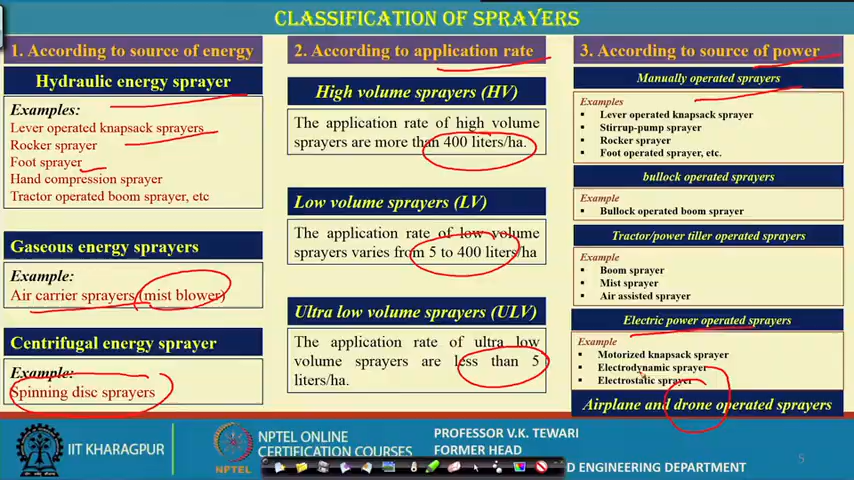 CLASSIFICATION OF SPRAYERS
1. According to source of energy
Hydraulic energy sprayer
Examples:
Lever operated knapsack sprayers
Rocker sprayer
Foot sprayer
Hand compression sprayer
Tractor operated boom sprayer, etc
Gaseous energy sprayers
Example:
Air carrier sprayers (mist blower)
Centrifugal energy sprayer
Example:
Spinning disc sprayers
2. According to application rate
High volume sprayers (HV)
The application rate of high volume
sprayers are more than 400 liters/ha.
Low volume sprayers (LV)
The application rate of low volume
sprayers varies from 5 to 400 liters/ha
Ultra low volume sprayers (ULV)
The application rate of ultra low
volume sprayers are less than 5
liters/ha.
3. According to source of power
Manually operated sprayers
Examples
▪ Lever operated knapsack sprayer
▪ Stirrup-pump sprayer
▪ Rocker sprayer
▪ Foot operated sprayer, etc.
bullock operated sprayers
Example
▪ Bullock operated boom sprayer
Tractor/power tiller operated sprayers
Example
▪ Boom sprayer
▪ Mist sprayer
▪ Air assisted sprayer
Electric power operated sprayers
Example
▪ Motorized knapsack sprayer
▪ Electrodynamic sprayer
▪ Electrostatic sprayer
Airplane and drone operated sprayers
IIT KHARAGPUR
NPTEL
NPTEL ONLINE
CERTIFICATION COURSES
PROFESSOR V.K. TEWARI
FORMER HEAD
D ENGINEERING DEPARTMENT
5